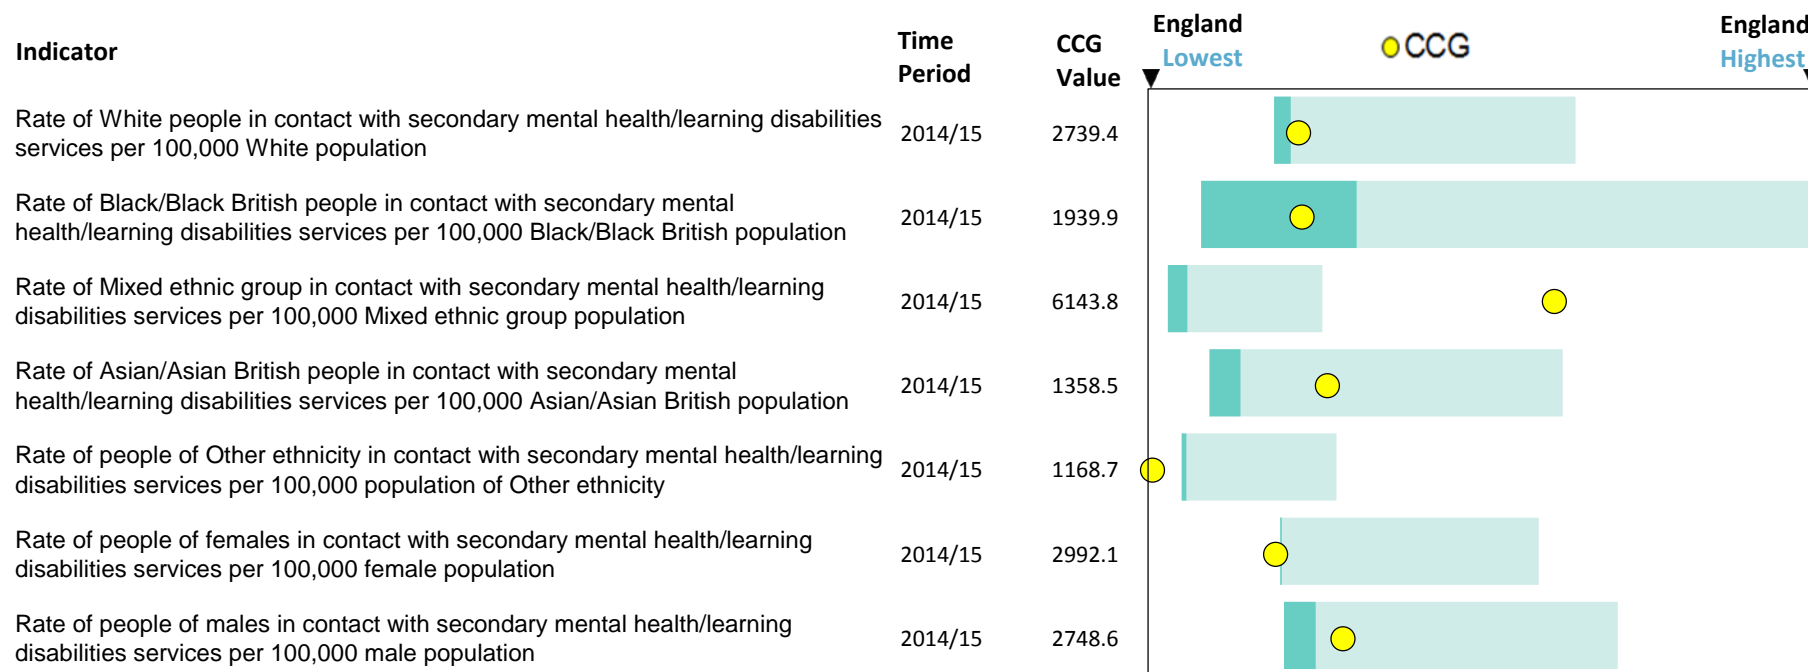 Indicator
Time
Period
CCG
Value
England
Lowest
CCG
England
Highest
Rate of White people in contact with secondary mental health/learning disabilities
services per 100,000 White population
2014/15
2739.4
Rate of Black/Black British people in contact with secondary mental
health/learning disabilities services per 100,000 Black/Black British population
2014/15
1939.9
Rate of Mixed ethnic group in contact with secondary mental health/learning
disabilities services per 100,000 Mixed ethnic group population
2014/15
6143.8
Rate of Asian/Asian British people in contact with secondary mental
health/learning disabilities services per 100,000 Asian/Asian British population
2014/15
1358.5
Rate of people of Other ethnicity in contact with secondary mental health/learning
disabilities services per 100,000 population of Other ethnicity
2014/15
1168.7
Rate of people of females in contact with secondary mental health/learning
disabilities services per 100,000 female population
2014/15
2992.1
Rate of people of males in contact with secondary mental health/learning
disabilities services per 100,000 male population
2014/15
2748.6